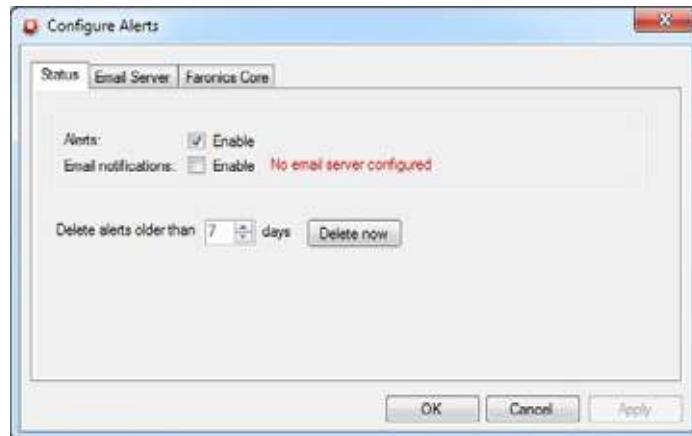 Configure Alerts
Status Email Server Faronics Core
Alerts: Enable
Email notifications: Enable No email server configured
Delete alerts older than 7 days Delete now
OK Cancel Apply